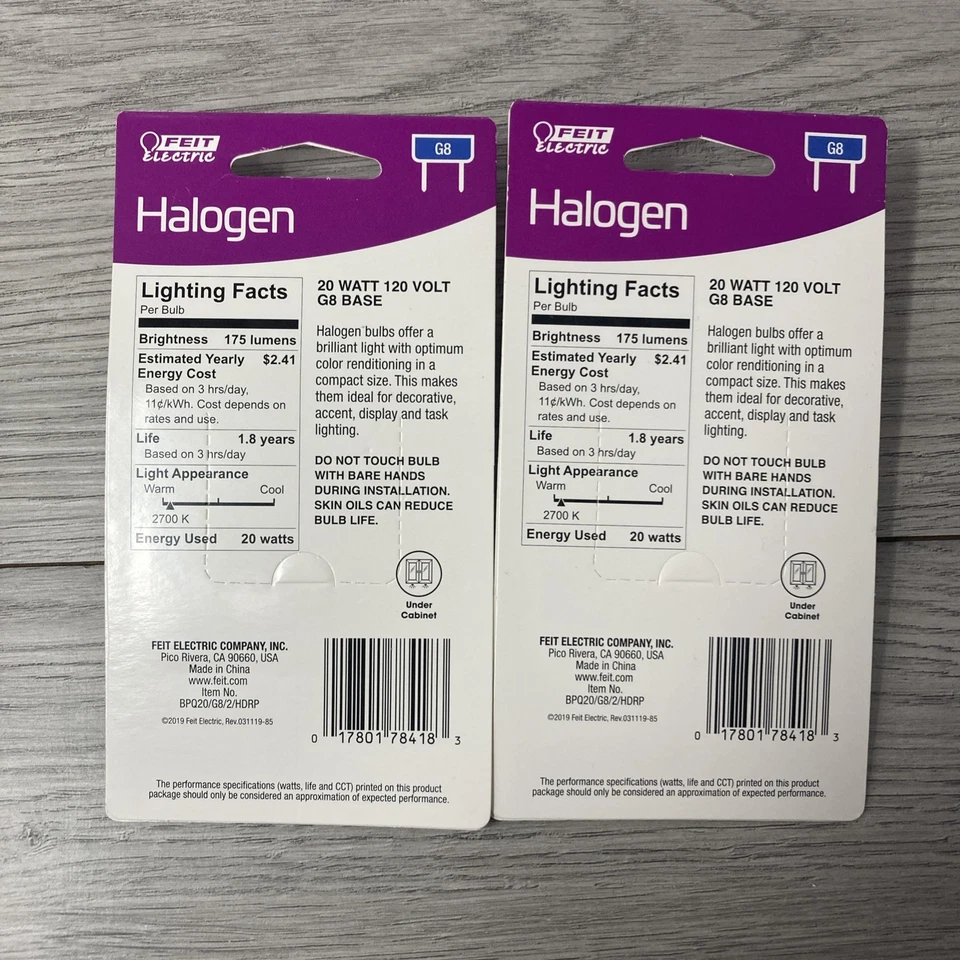 FEIT
Electric
G8
Halogen
Lighting Facts
Per Bulb
Brightness 175 lumens
Estimated Yearly $2.41
Energy Cost
Based on 3 hrs/day,
11¢/kWh. Cost depends on
rates and use.
Life 1.8 years
Based on 3 hr/day
Light Appearance
Warm Cool
2700 K
Energy Used 20 watts
20 WATT 120 VOLT
G8 BASE
Halogen bulbs offer a
brilliant light with optimum
color renditioning in a
compact size. This makes
them ideal for decorative,
accent, display and task
lighting.
DO NOT TOUCH BULB
WITH BARE HANDS
DURING INSTALLATION.
SKIN OILS CAN REDUCE
BULB LIFE.
Under
Cabinet
FEIT ELECTRIC COMPANY, INC.
Pico Rivera, CA 90660, USA
Made in China
www.feit.com
Item No.
BPQ20/G8/2/HDRP
©2019 Feit Electric, Rev.031119-85
0 17801 78418 3
The performance specifications (watts, life and CCT) printed on this product
package should only be considered an approximation of expected performance.
FEIT
Electric
G8
Halogen
Lighting Facts
Per Bulb
Brightness 175 lumens
Estimated Yearly $2.41
Energy Cost
Based on 3 hrs/day,
11¢/kWh. Cost depends on
rates and use.
Life 1.8 years
Based on 3 hr/day
Light Appearance
Warm Cool
2700 K
Energy Used 20 watts
20 WATT 120 VOLT
G8 BASE
Halogen bulbs offer a
brilliant light with optimum
color renditioning in a
compact size. This makes
them ideal for decorative,
accent, display and task
lighting.
DO NOT TOUCH BULB
WITH BARE HANDS
DURING INSTALLATION.
SKIN OILS CAN REDUCE
BULB LIFE.
Under
Cabinet
FEIT ELECTRIC COMPANY, INC.
Pico Rivera, CA 90660, USA
Made in China
www.feit.com
Item No.
BPQ20/G8/2/HDRP
©2019 Feit Electric, Rev.031119-85
0 17801 78418 3
The performance specifications (watts, life and CCT) printed on this product
package should only be considered an approximation of expected performance.